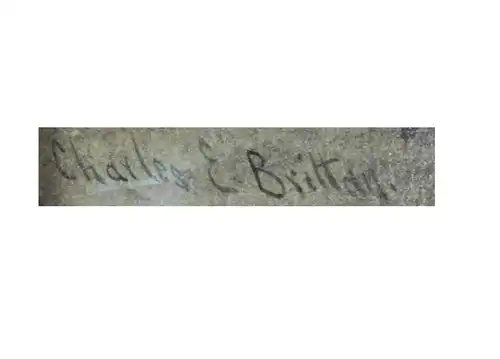 Charles E. Brittan.